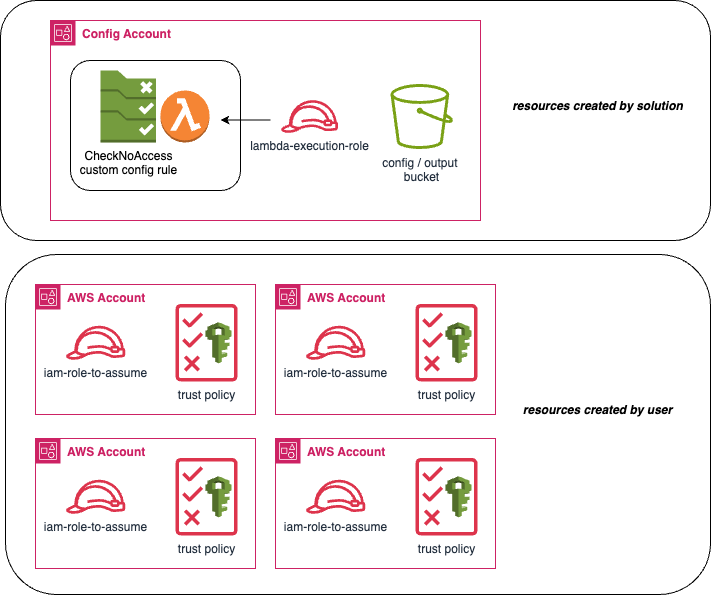 Config Account
resources created by solution
CheckNoAccess
custom config rule
lambda-execution-role
config / output
bucket
AWS Account
iam-role-to-assume
trust policy
AWS Account
iam-role-to-assume
trust policy
resources created by user
AWS Account
iam-role-to-assume
trust policy
AWS Account
iam-role-to-assume
trust policy